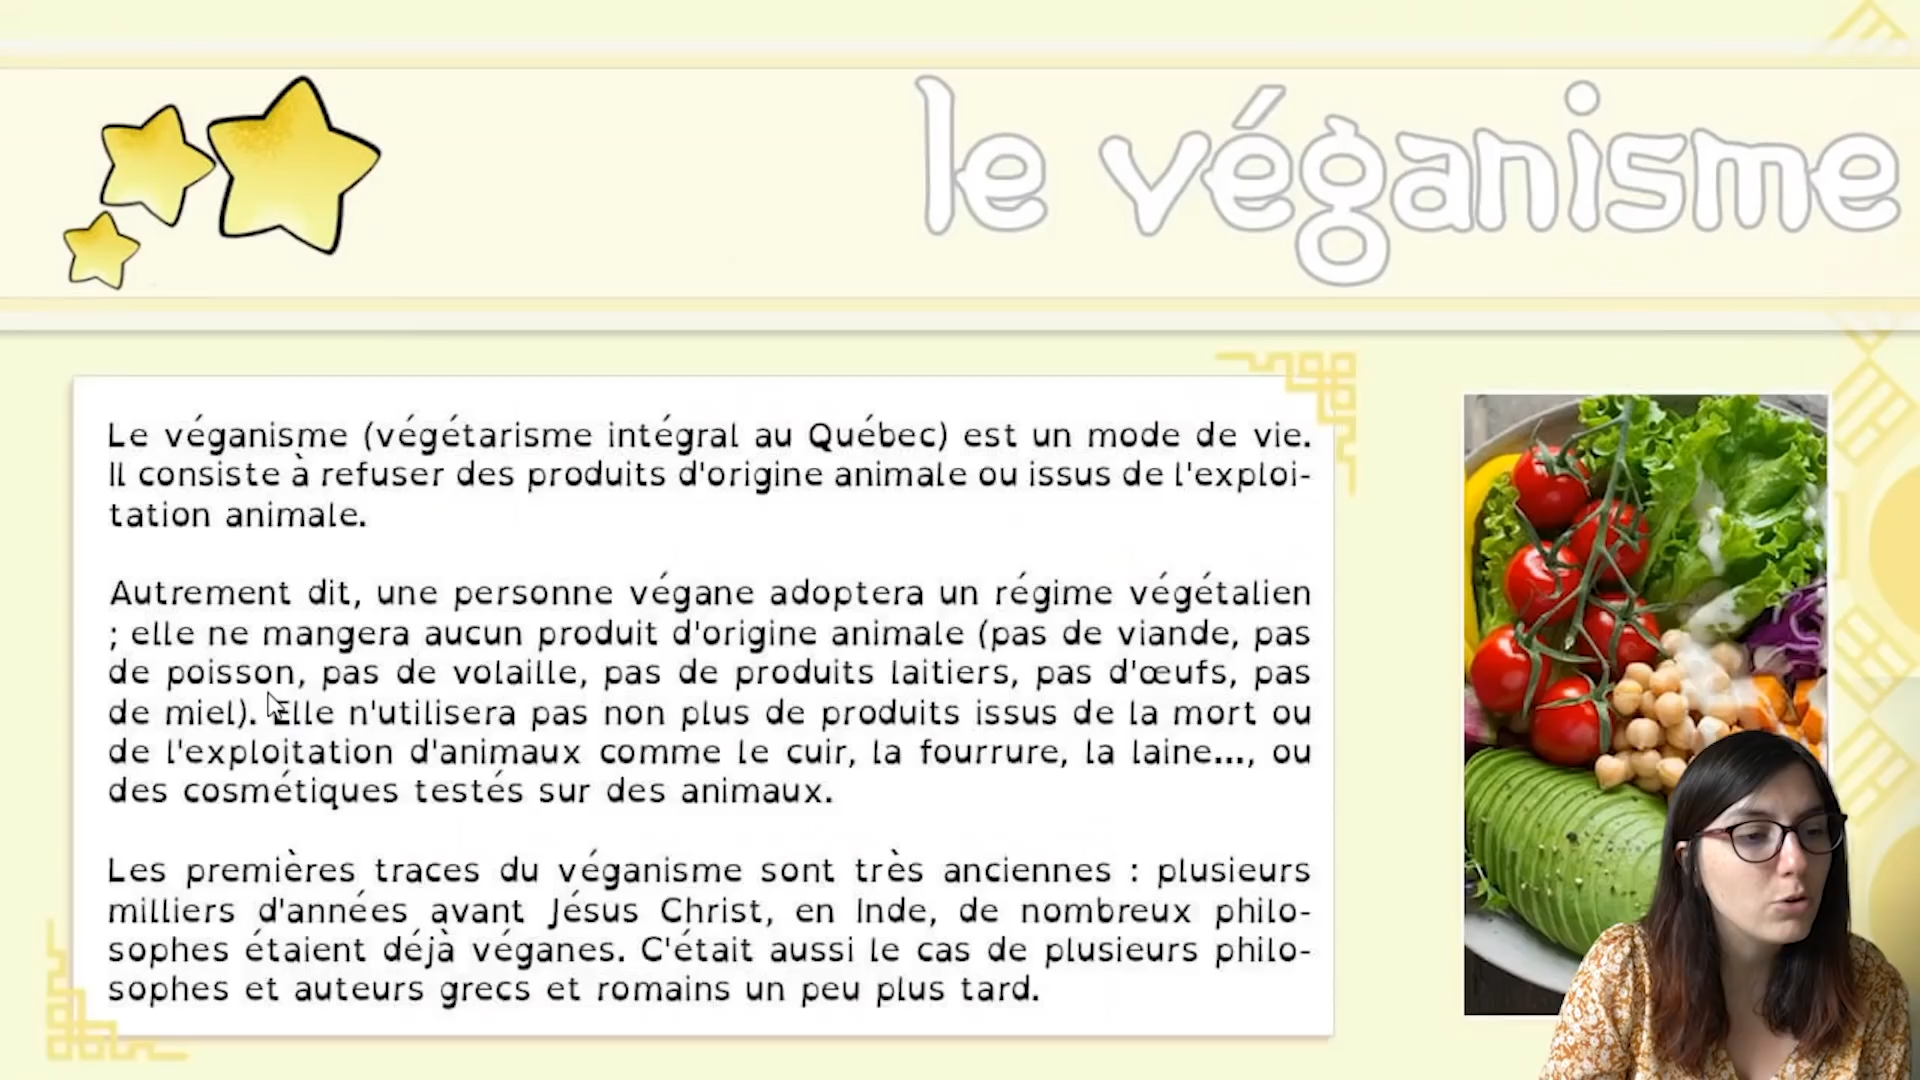 le véganisme
Le véganisme (végétarisme intégral au Québec) est un mode de vie.
Il consiste à refuser des produits d'origine animale ou issus de l'exploi-
tation animale.
Autrement dit, une personne végane adoptera un régime végétalien
; elle ne mangera aucun produit d'origine animale (pas de viande, pas
de poisson, pas de volaille, pas de produits laitiers, pas d'œufs, pas
de miel). Elle n'utilisera pas non plus de produits issus de la mort ou
de l'exploitation d'animaux comme le cuir, la fourrure, la laine..., ou
des cosmétiques testés sur des animaux.
Les premières traces du véganisme sont très anciennes : plusieurs
milliers d'années avant Jésus Christ, en Inde, de nombreux philo-
sophes étaient déjà véganes. C'était aussi le cas de plusieurs philo-
sophes et auteurs grecs et romains un peu plus tard.